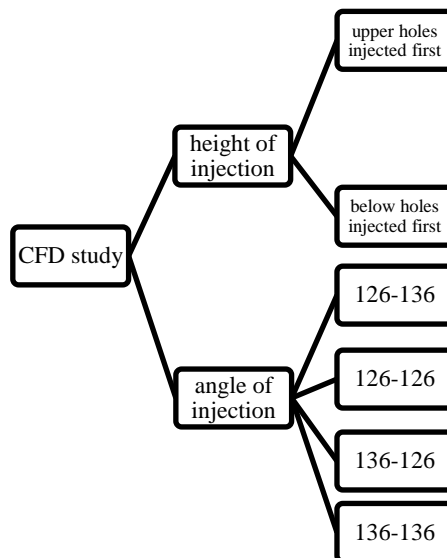 upper holes
injected first
height of
injection
below holes
injected first
CFD study
126-136
126-126
angle of
injection
136-126
136-136